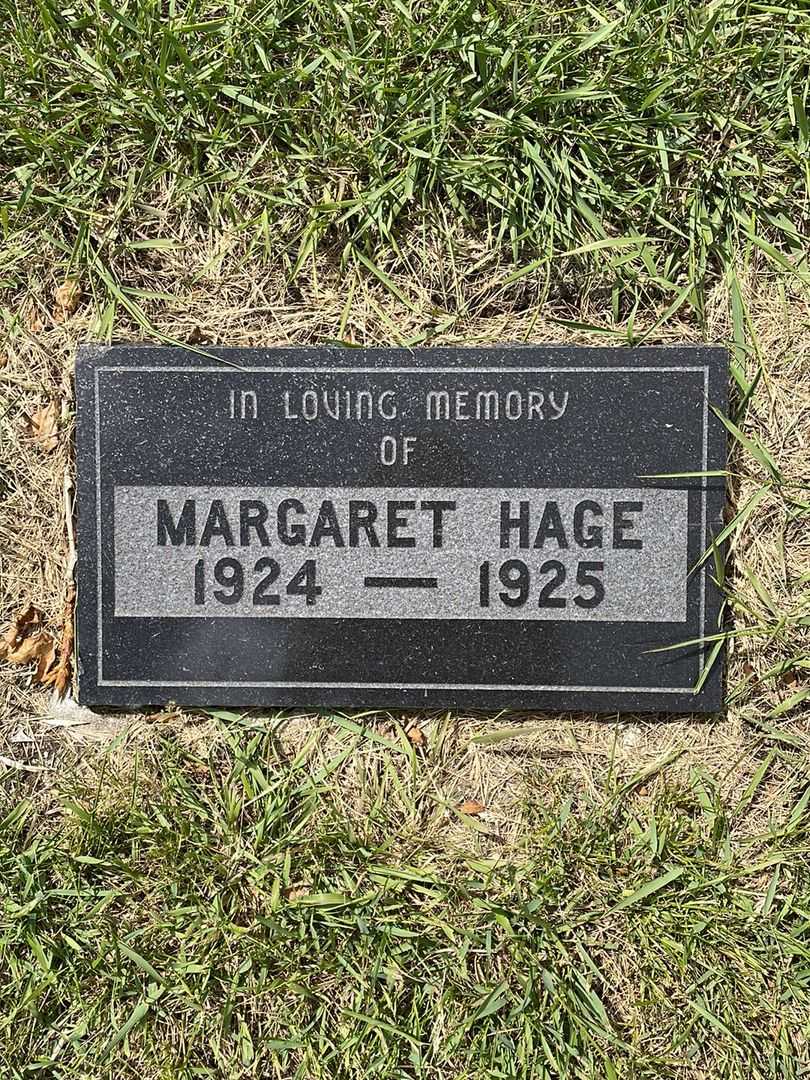 IN LOVING MEMORY
OF
MARGARET HAGE
1924 — 1925